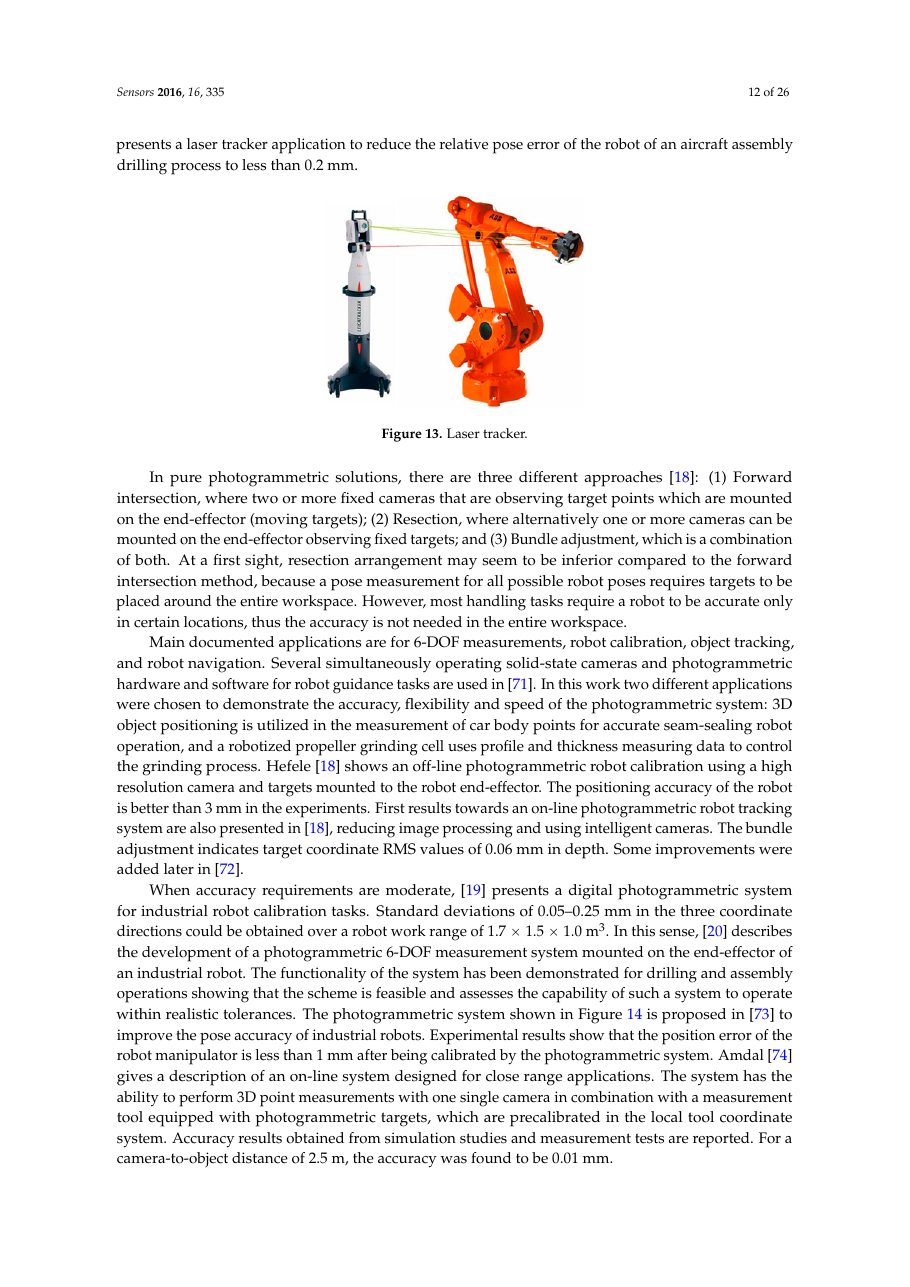 Sensors 2016, 16, 335
12 of 26
presents a laser tracker application to reduce the relative pose error of the robot of an aircraft assembly
drilling process to less than 0.2 mm.
ABB
ABB
ABB
Figure 13. Laser tracker.
In pure photogrammetric solutions, there are three different approaches [18]: (1) Forward
intersection, where two or more fixed cameras that are observing target points which are mounted
on the end-effector (moving targets); (2) Resection, where alternatively one or more cameras can be
mounted on the end-effector observing fixed targets; and (3) Bundle adjustment, which is a combination
of both. At a first sight, resection arrangement may seem to be inferior compared to the forward
intersection method, because a pose measurement for all possible robot poses requires targets to be
placed around the entire workspace. However, most handling tasks require a robot to be accurate only
in certain locations, thus the accuracy is not needed in the entire workspace.
Main documented applications are for 6-DOF measurements, robot calibration, object tracking,
and robot navigation. Several simultaneously operating solid-state cameras and photogrammetric
hardware and software for robot guidance tasks are used in [71]. In this work two different applications
were chosen to demonstrate the accuracy, flexibility and speed of the photogrammetric system: 3D
object positioning is utilized in the measurement of car body points for accurate seam-sealing robot
operation, and a robotized propeller grinding cell uses profile and thickness measuring data to control
the grinding process. Hefele [18] shows an off-line photogrammetric robot calibration using a high
resolution camera and targets mounted to the robot end-effector. The positioning accuracy of the robot
is better than 3 mm in the experiments. First results towards an on-line photogrammetric robot tracking
system are also presented in [18], reducing image processing and using intelligent cameras. The bundle
adjustment indicates target coordinate RMS values of 0.06 mm in depth. Some improvements were
added later in [72].
When accuracy requirements are moderate, [19] presents a digital photogrammetric system
for industrial robot calibration tasks. Standard deviations of 0.05–0.25 mm in the three coordinate
directions could be obtained over a robot work range of 1.7 × 1.5 × 1.0 m³. In this sense, [20] describes
the development of a photogrammetric 6-DOF measurement system mounted on the end-effector of
an industrial robot. The functionality of the system has been demonstrated for drilling and assembly
operations showing that the scheme is feasible and assesses the capability of such a system to operate
within realistic tolerances. The photogrammetric system shown in Figure 14 is proposed in [73] to
improve the pose accuracy of industrial robots. Experimental results show that the position error of the
robot manipulator is less than 1 mm after being calibrated by the photogrammetric system. Amdal [74]
gives a description of an on-line system designed for close range applications. The system has the
ability to perform 3D point measurements with one single camera in combination with a measurement
tool equipped with photogrammetric targets, which are precalibrated in the local tool coordinate
system. Accuracy results obtained from simulation studies and measurement tests are reported. For a
camera-to-object distance of 2.5 m, the accuracy was found to be 0.01 mm.